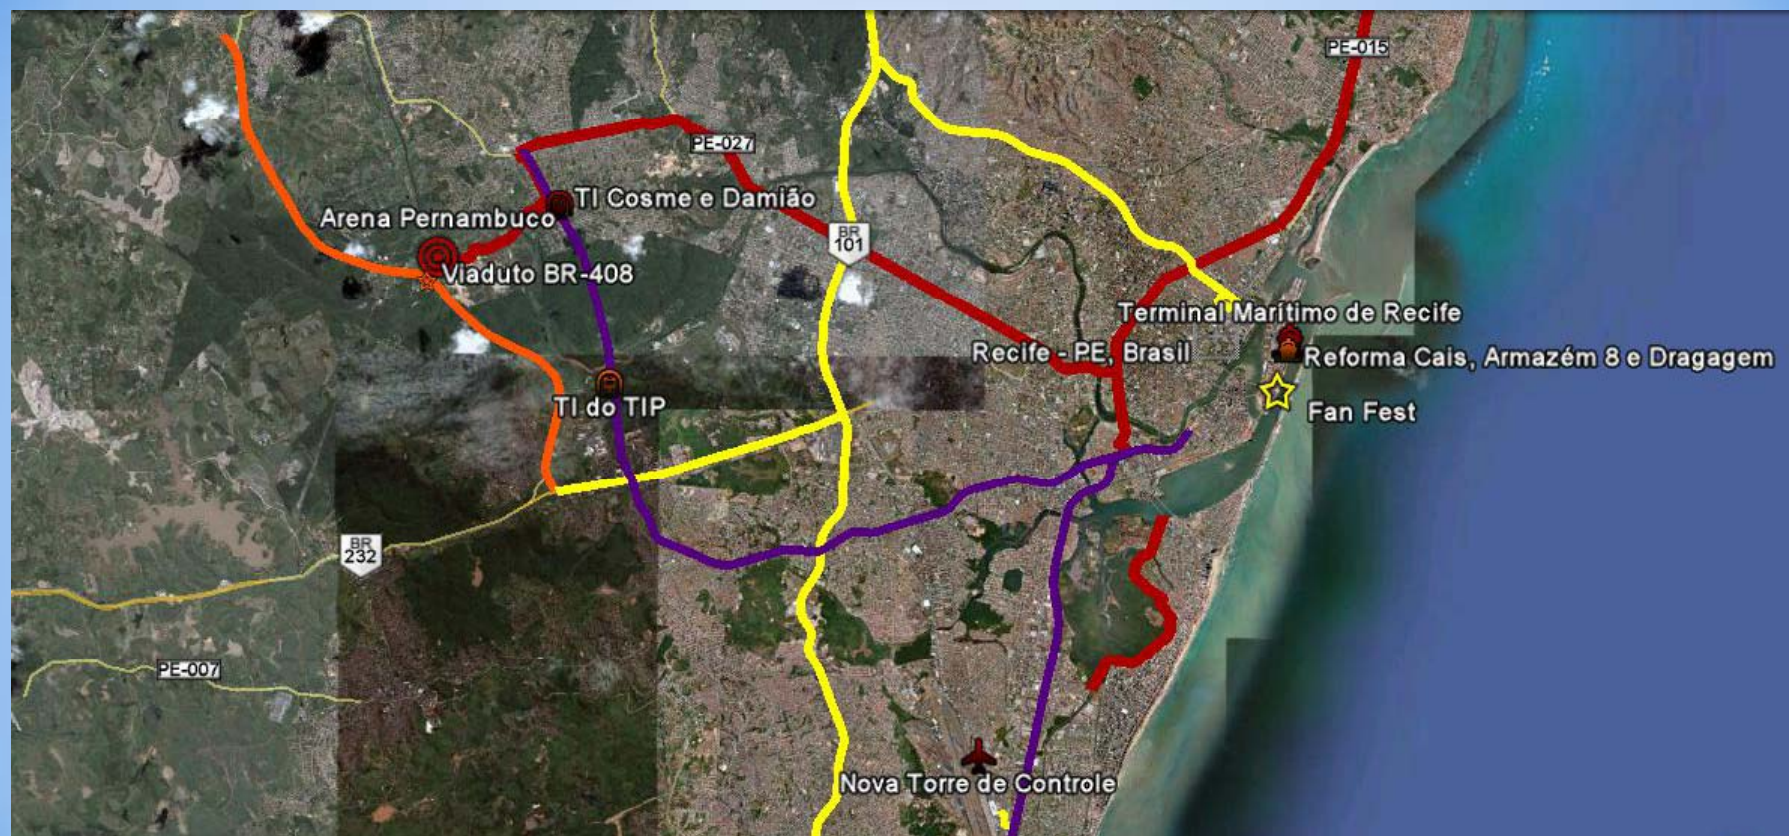 PE-015
PE-027
TI Cosme e Damião
Arena Pernambuco
BR
101
Viaduto BR-408
Terminal Marítimo de Recife
Recife - PE, Brasil
Reforma Cais, Armazém 8 e Dragagem
TI do TIP
Fan Fest
BR
232
PE-007
Nova Torre de Controle